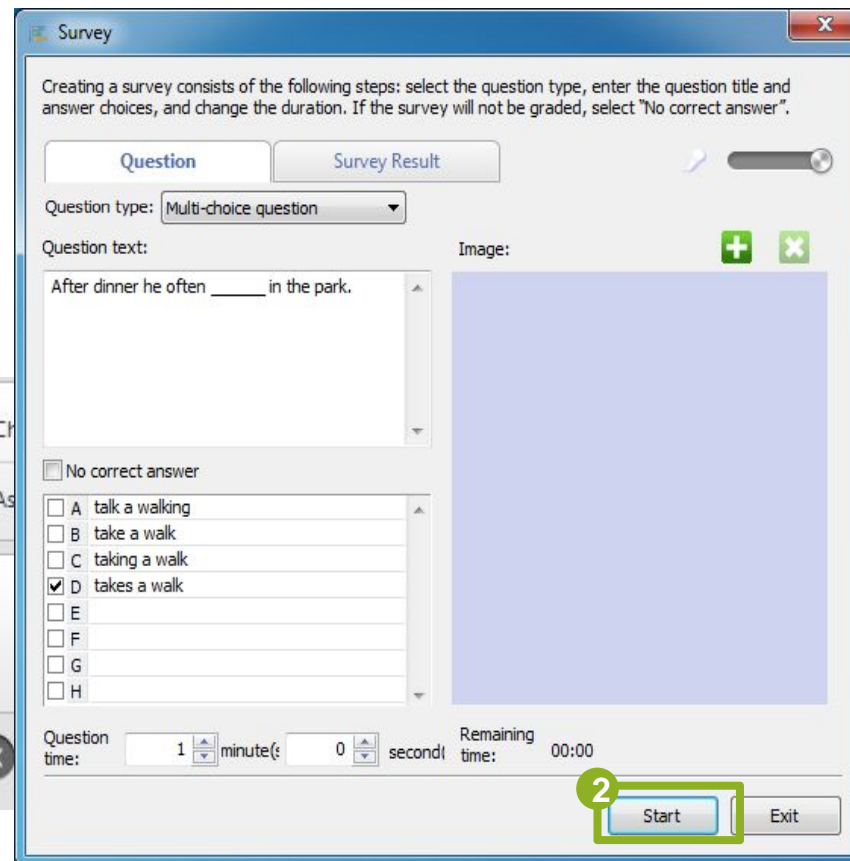 Survey
Creating a survey consists of the following steps: select the question type, enter the question title and
answer choices, and change the duration. If the survey will not be graded, select "No correct answer".
Question
Survey Result
Question type: Multi-choice question
Question text:
Image:
After dinner he often ______ in the park.
No correct answer
A talk a walking
B take a walk
C taking a walk
D takes a walk
E
F
G
H
Question time: 1 minute(s 0 second(
Remaining time: 00:00
2
Start
Exit